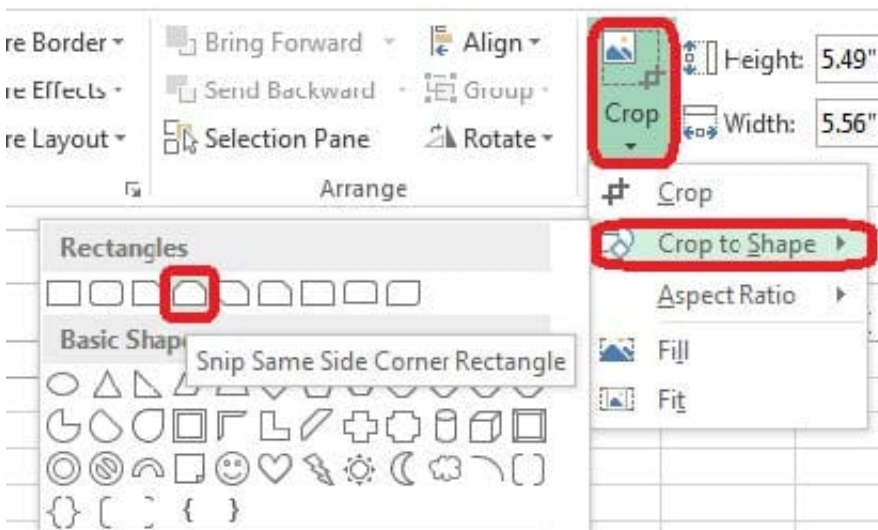 re Border Bring Forward Align
re Effects Send Backward Group
re Layout Selection Pane Rotate
Arrange
Crop
Height: 5.49"
Width: 5.56"
Crop
Crop to Shape
Aspect Ratio
Fill
Fit
Rectangles
Basic
Snip Same Side Corner Rectangle